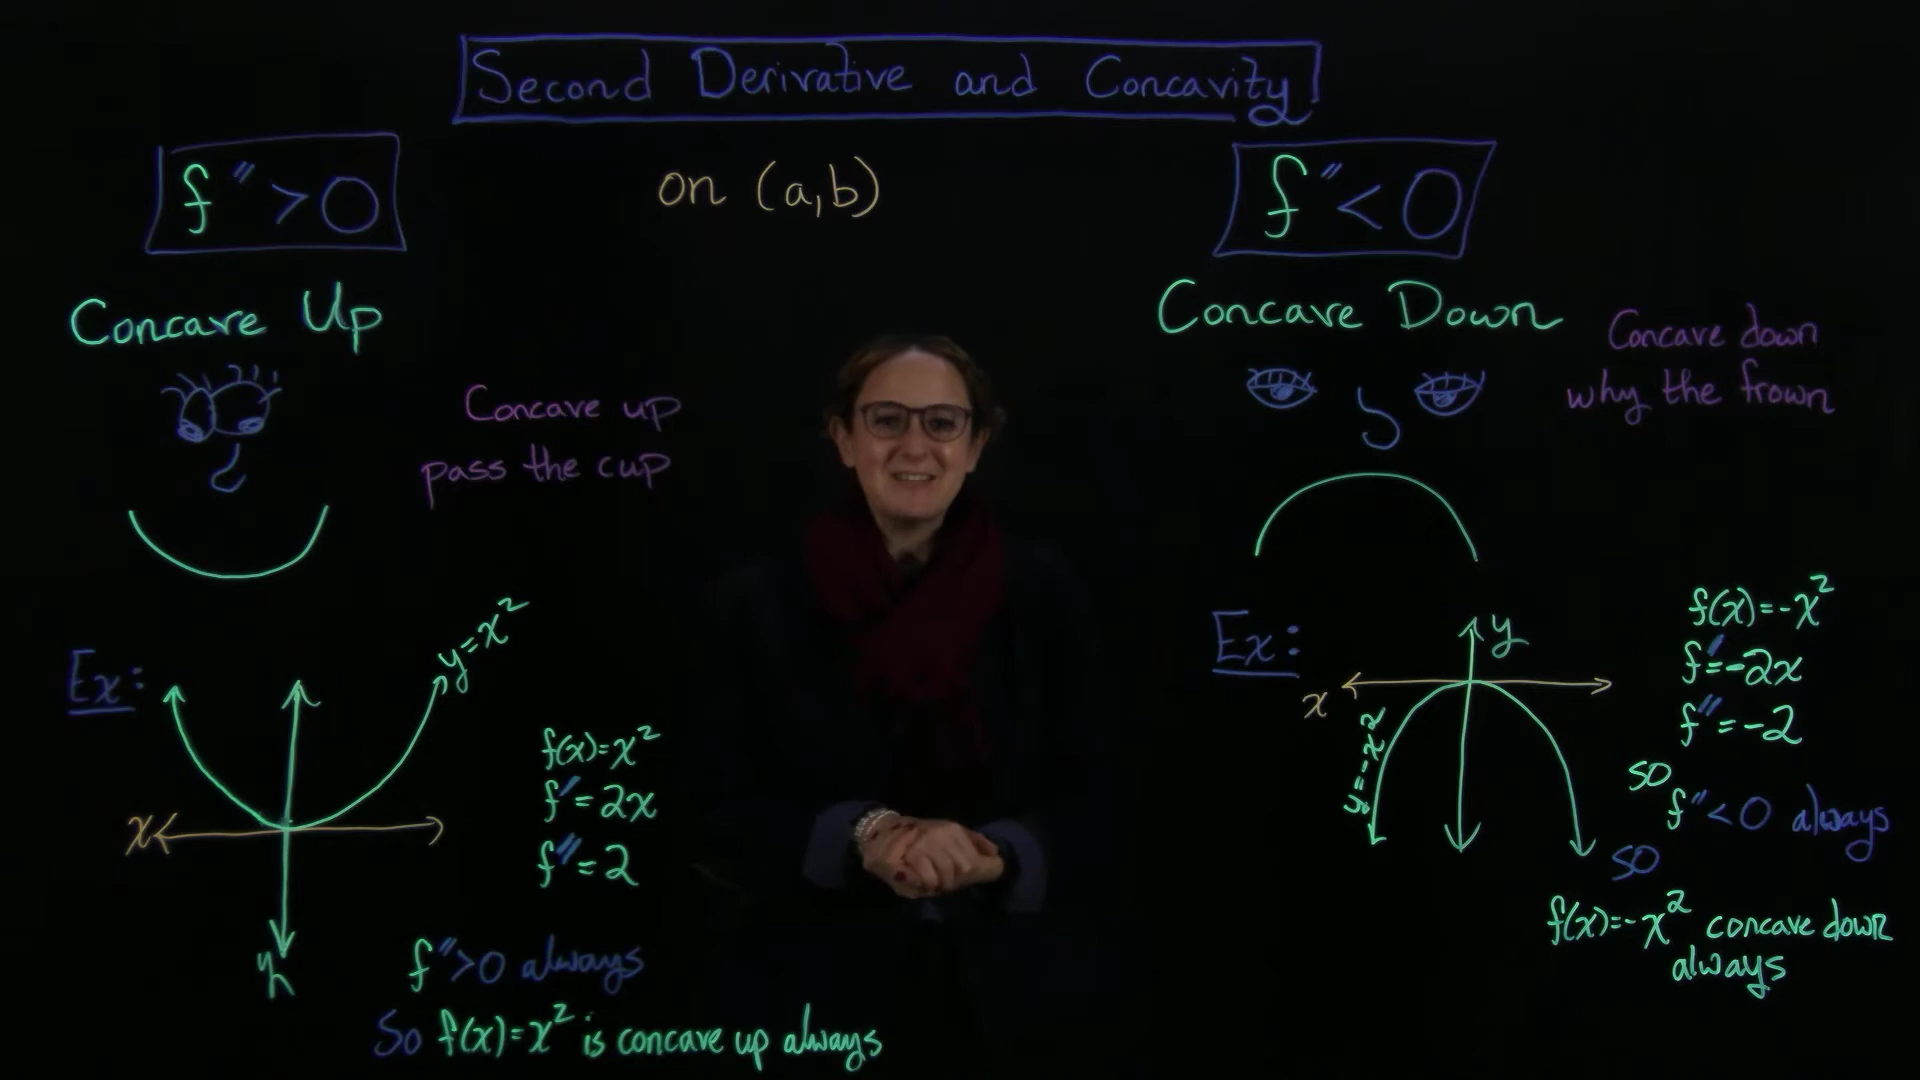 Second Derivative and Concavity
f″ > 0
on (a,b)
f″ < 0
Concave Up
Concave Down
Concave up
pass the cup
Concave down
why the frown
Ex:
y=x²
x
y
f(x)=x²
f′=2x
f″=2
f″>0 always
So f(x)=x² is concave up always
Ex:
y
x
y=-x²
f(x)=-x²
f′=-2x
f″=-2
so
f″<0 always
so
f(x)=-x² concave down
always